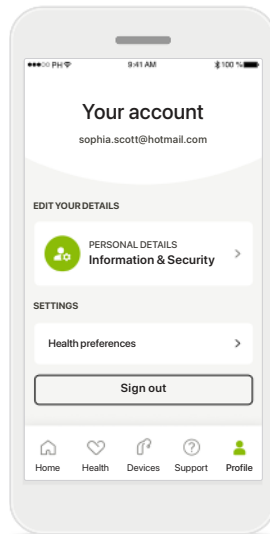 PH 9:41 AM 100 %
Your account
sophia.scott@hotmail.com
EDIT YOUR DETAILS
PERSONAL DETAILS
Information & Security
SETTINGS
Health preferences
Sign out
Home Health Devices Support Profile